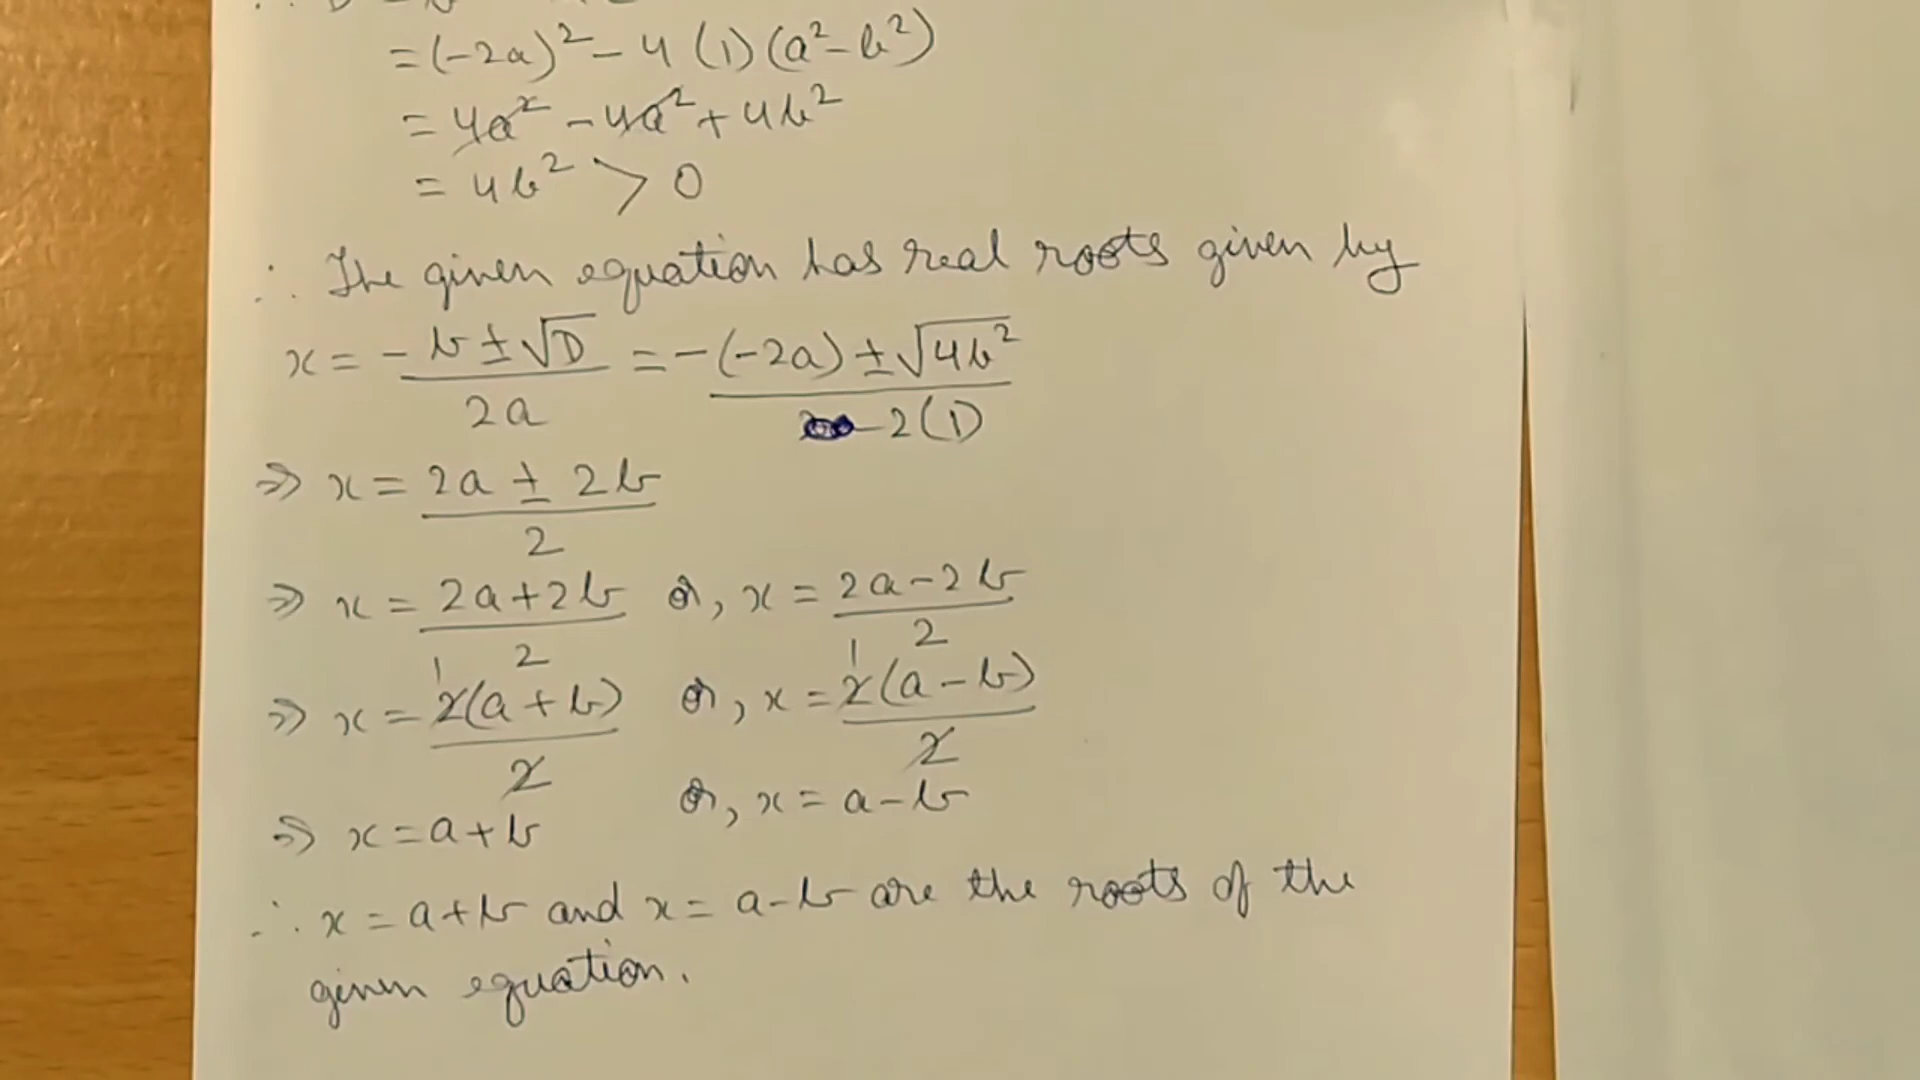 = (-2a)² - 4 (1) (a² - b²)
= 4a² - 4a² + 4b²
= 4b² > 0
∴ The given equation has real roots given by
x = -b ± √D / 2a = -(-2a) ± √4b² / 2(1)
⇒ x = 2a ± 2b / 2
⇒ x = 2a + 2b / 2 or, x = 2a - 2b / 2
⇒ x = 2(a + b) / 2 or, x = 2(a - b) / 2
⇒ x = a + b or, x = a - b
∴ x = a + b and x = a - b are the roots of the
given equation.